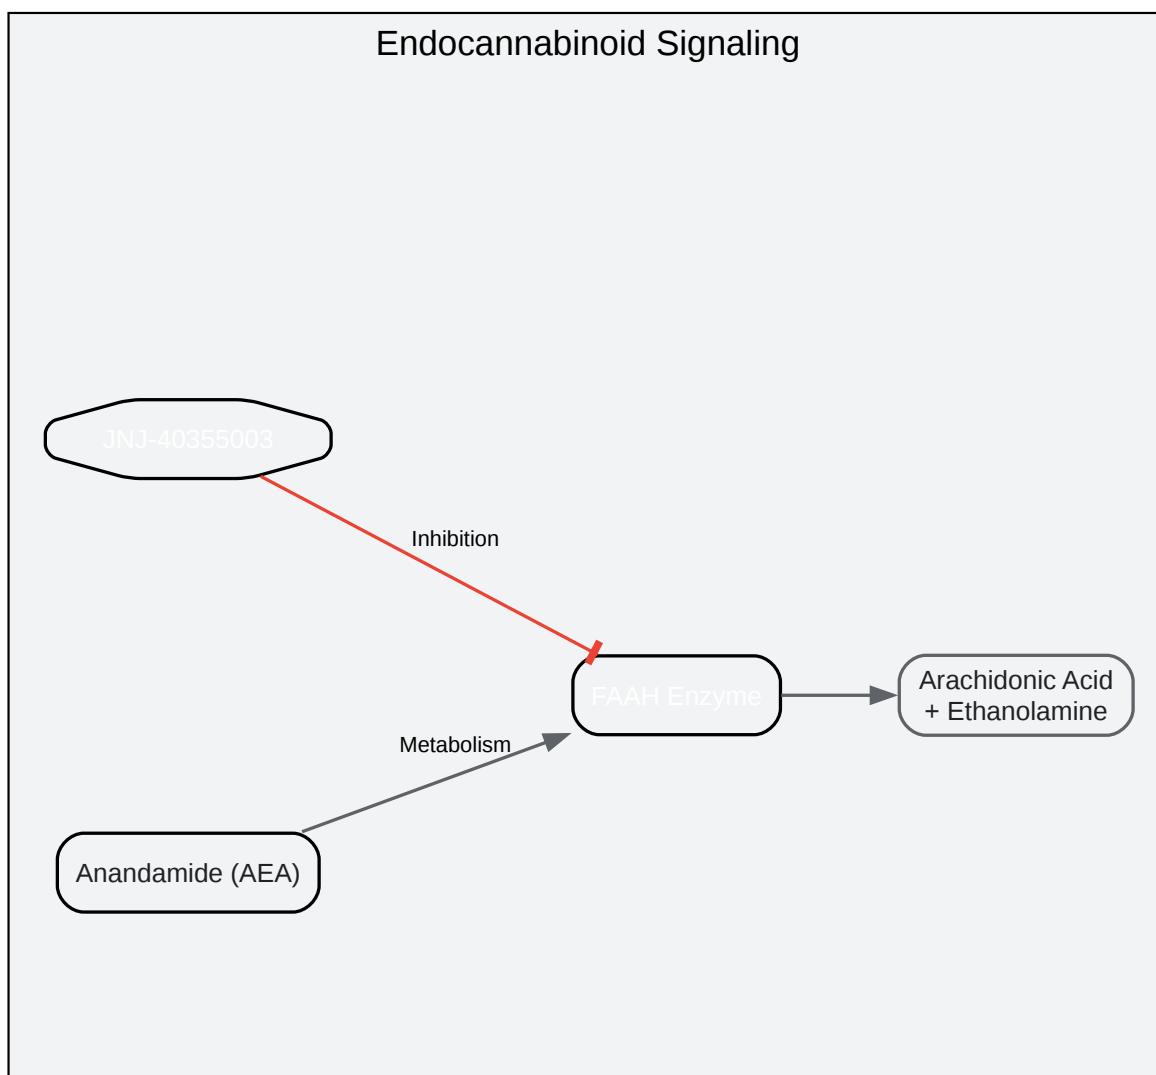 Endocannabinoid Signaling
JNJ-40355003
Inhibition
FAAH Enzyme
Arachidonic Acid
+ Ethanolamine
Metabolism
Anandamide (AEA)